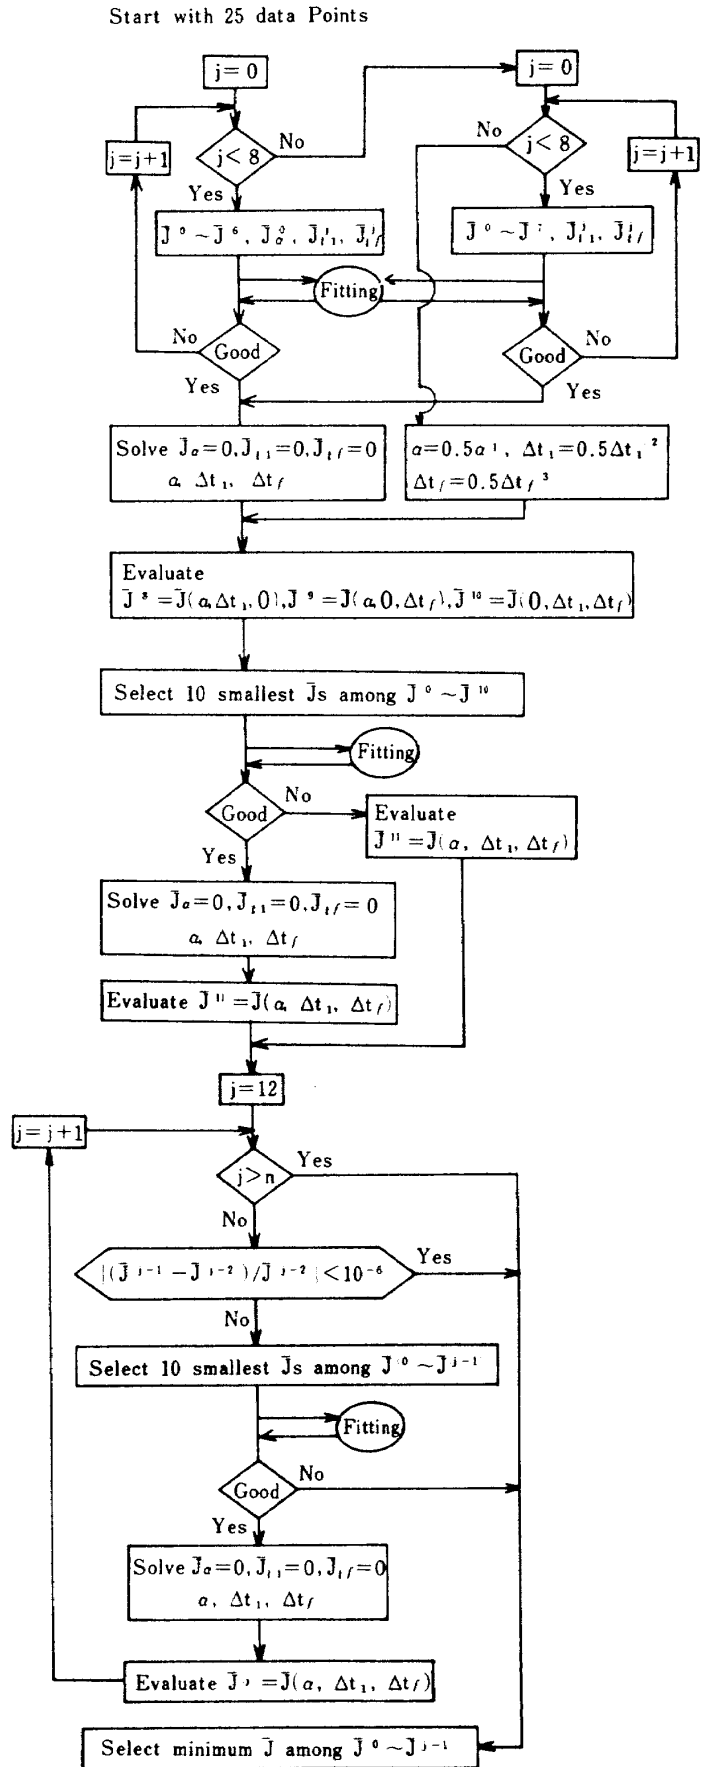 Start with 25 data Points
j=0
j=0
j=j+1
j<8
No
No
j<8
j=j+1
Yes
Yes
J̄⁰~J̄⁶, J̄
J̄⁰~J̄⁷, J̄
Fitting
No
Good
Good
No
Yes
Yes
Solve J̄α=0, J̄t₁=0, J̄tf=0
α, Δt₁, Δtf
α=0.5α¹, Δt₁=0.5Δt₁²
Δtf=0.5Δtf³
Evaluate
J̄⁸=J̄(α,Δt₁,0), J̄⁹=J̄(α,0,Δtf), J̄¹⁰=J̄(0,Δt₁,Δtf)
Select 10 smallest J̄s among J̄⁰~J̄¹⁰
Fitting
Good
No
Evaluate
J̄¹¹=J̄(α, Δt₁, Δtf)
Yes
Solve J̄α=0, J̄t₁=0, J̄tf=0
α, Δt₁, Δtf
Evaluate J̄¹¹=J̄(α, Δt₁, Δtf)
j=12
j=j+1
j>n
Yes
No
|(J̄ʲ⁻¹−J̄ʲ⁻²)/J̄ʲ⁻²|<10⁻⁶
Yes
No
Select 10 smallest J̄s among J̄⁰~J̄ʲ⁻¹
Fitting
Good
No
Yes
Solve J̄α=0, J̄t₁=0, J̄tf=0
α, Δt₁, Δtf
Evaluate J̄ʲ=J̄(α, Δt₁, Δtf)
Select minimum J̄ among J̄⁰~J̄ʲ⁻¹